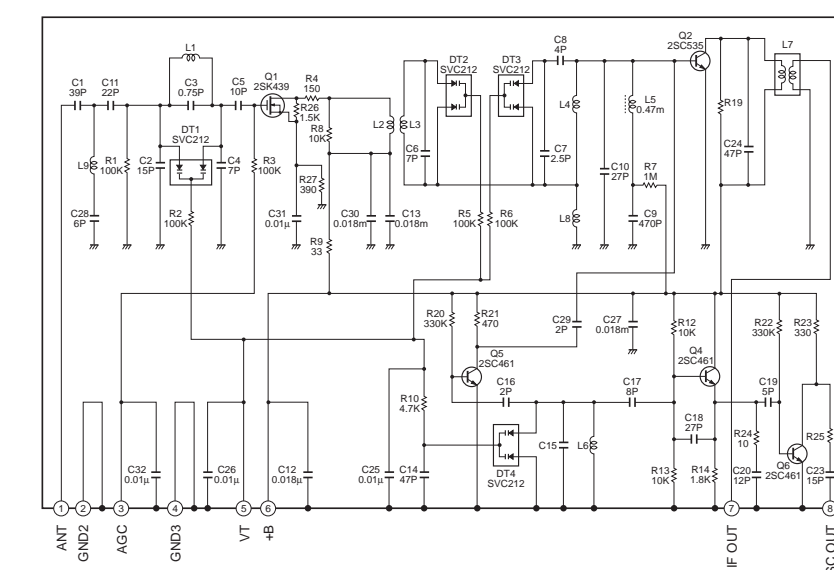 L1
C1
39P
C11
22P
C3
0.75P
C5
10P
Q1
2SK439
R4
150
R26
1.5K
R8
10K
DT1
SVC212
L9
R1
100K
C2
15P
C4
7P
R3
100K
R2
100K
C28
6P
R27
390
C31
0.01µ
C30
0.018m
C13
0.018m
R9
33
L2
L3
C6
7P
DT2
SVC212
DT3
SVC212
R5
100K
R6
100K
C8
4P
C7
2.5P
L4
L8
C10
27P
L5
0.47m
R7
1M
C9
470P
Q2
2SC535
R19
C24
47P
L7
R20
330K
R21
470
Q5
2SC461
C29
2P
C27
0.018m
R12
10K
Q4
2SC461
R22
330K
R23
330
R10
4.7K
C16
2P
C17
8P
C19
5P
C18
27P
R24
10
R25
Q6
2SC461
C32
0.01µ
C26
0.01µ
C12
0.018µ
C25
0.01µ
C14
47P
DT4
SVC212
C15
L6
R13
10K
R14
1.8K
C20
12P
C23
15P
1
2
3
4
5
6
7
8
ANT
GND2
AGC
GND3
VT
+B
IF OUT
SC OUT